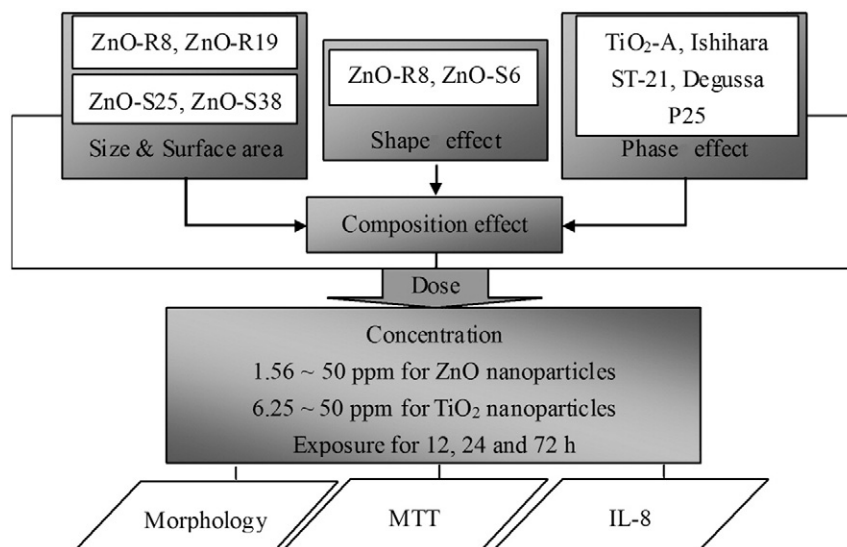 ZnO-R8, ZnO-R19
ZnO-S25, ZnO-S38
Size & Surface area
ZnO-R8, ZnO-S6
Shape effect
TiO₂-A, Ishihara
ST-21, Degussa
P25
Phase effect
Composition effect
Dose
Concentration
1.56 ~ 50 ppm for ZnO nanoparticles
6.25 ~ 50 ppm for TiO₂ nanoparticles
Exposure for 12, 24 and 72 h
Morphology
MTT
IL-8